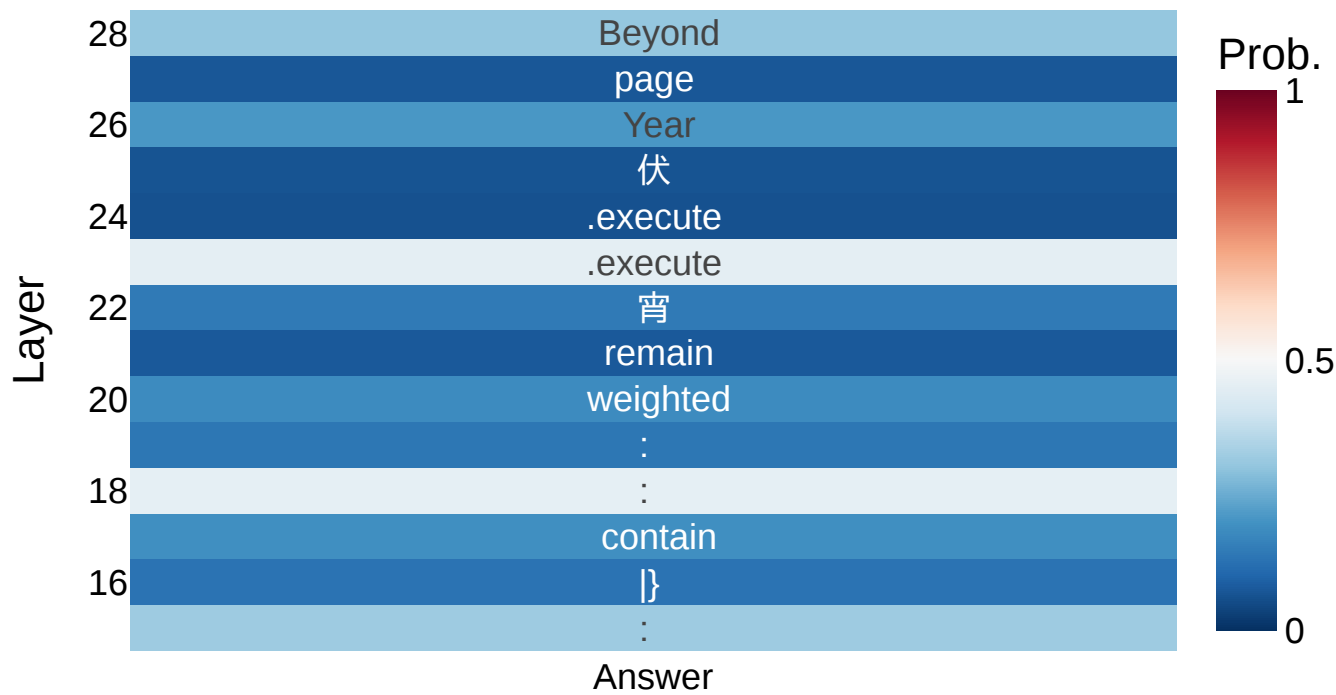 Prob.
28 Beyond
page
26 Year
伏
24 .execute
.execute
22 宵
remain
20 weighted
:
18 :
contain
16 |}
:
Answer
Layer
1
0.5
0